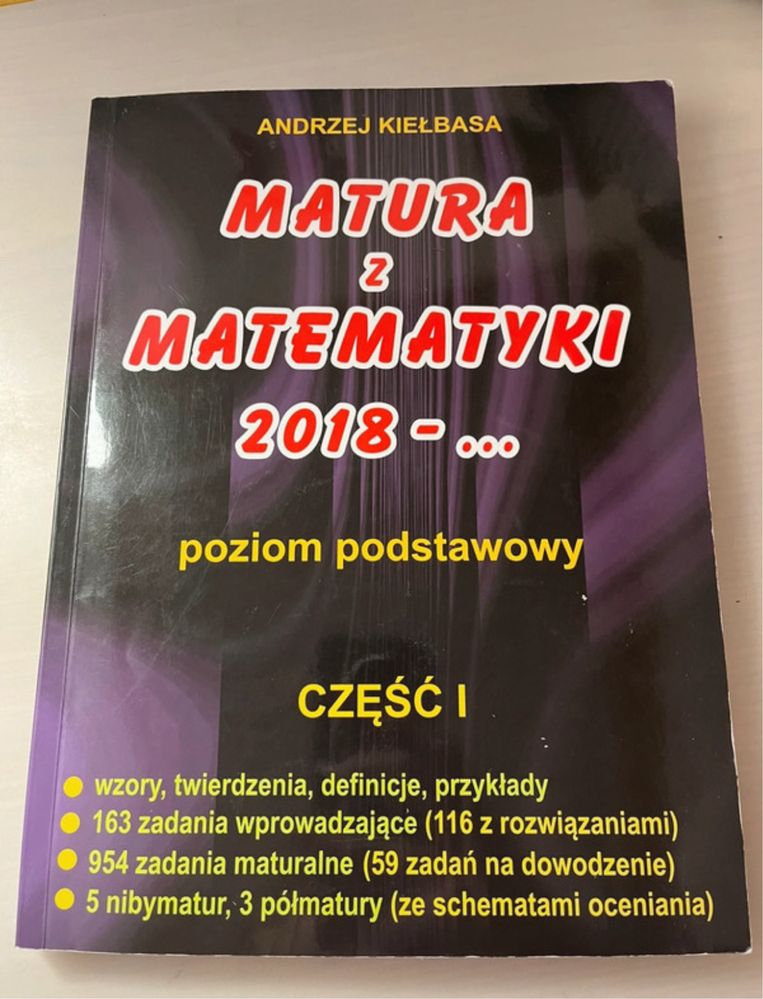 ANDRZEJ KIEŁBASA
MATURA
z
MATEMATYKI
2018 - ...
poziom podstawowy
CZĘŚĆ I
wzory, twierdzenia, definicje, przykłady
163 zadania wprowadzające (116 z rozwiązaniami)
954 zadania maturalne (59 zadań na dowodzenie)
5 nibymatur, 3 półmatury (ze schematami oceniania)